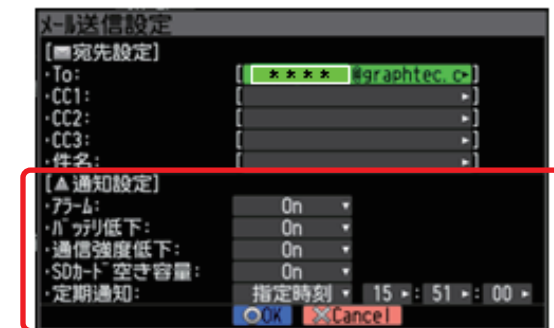 メール送信設定
[✉宛先設定]
・To: [ **** @graphtec. c▸]
・CC1: [ ▸]
・CC2: [ ▸]
・CC3: [ ▸]
・件名: [ ▸]
[▲通知設定]
・アラーム: On ▾
・バッテリ低下: On ▾
・通信強度低下: On ▾
・SDカード空き容量: On ▾
・定期通知: 指定時刻 ▾ 15 ▸: 51 ▸: 00 ▸
OK Cancel